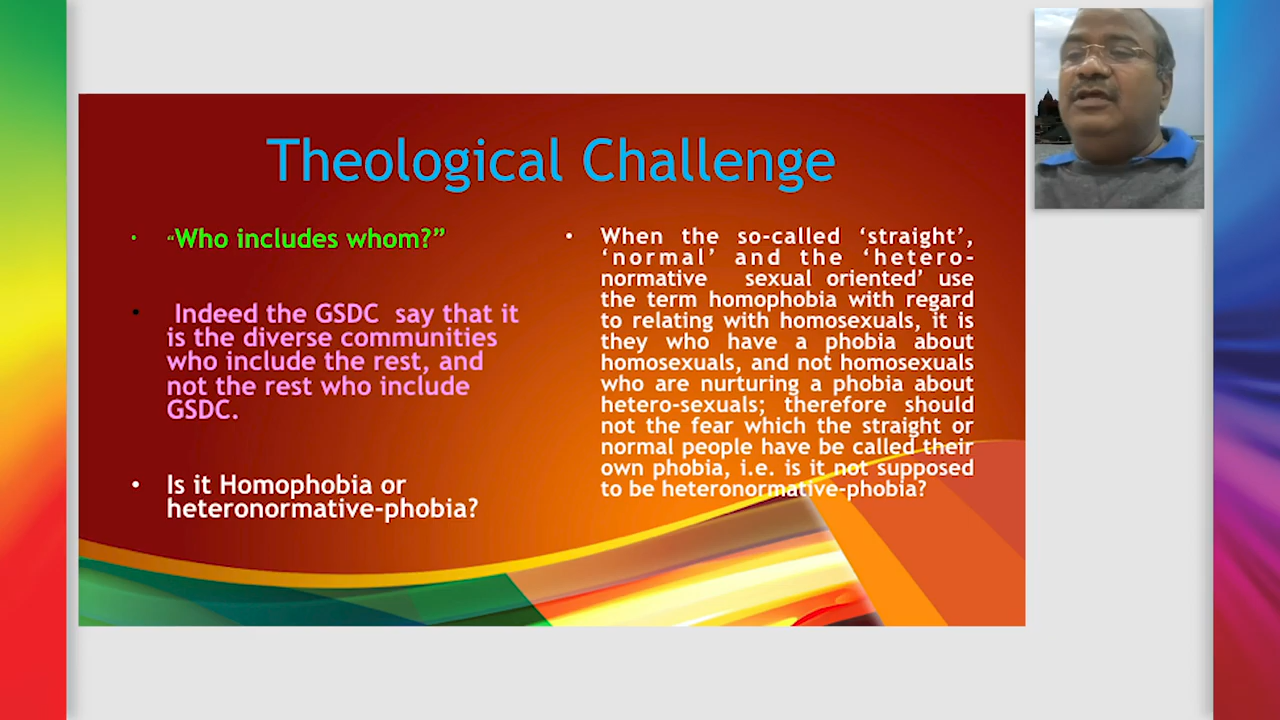 Theological Challenge
• “Who includes whom?”
• Indeed the GSDC say that it
is the diverse communities
who include the rest, and
not the rest who include
GSDC.
• Is it Homophobia or
heteronormative-phobia?
• When the so-called ‘straight’,
‘normal’ and the ‘hetero-
normative sexual oriented’ use
the term homophobia with regard
to relating with homosexuals, it is
they who have a phobia about
homosexuals, and not homosexuals
who are nurturing a phobia about
hetero-sexuals; therefore should
not the fear which the straight or
normal people have be called their
own phobia, i.e. is it not supposed
to be heteronormative-phobia?